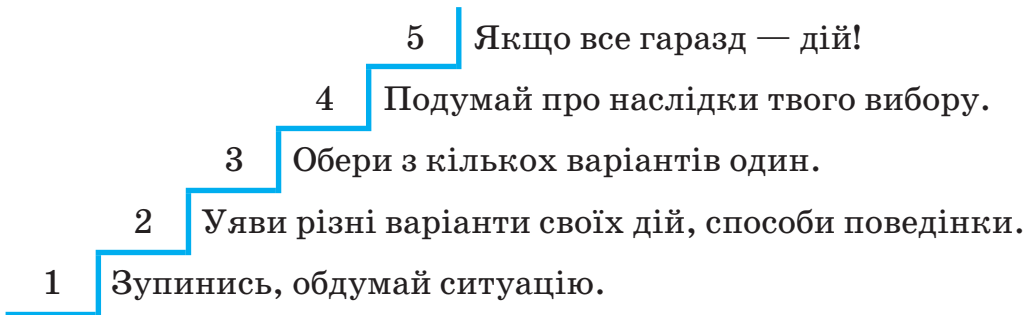 5 Якщо все гаразд — дій!
4 Подумай про наслідки твого вибору.
3 Обери з кількох варіантів один.
2 Уяви різні варіанти своїх дій, способи поведінки.
1 Зупинись, обдумай ситуацію.